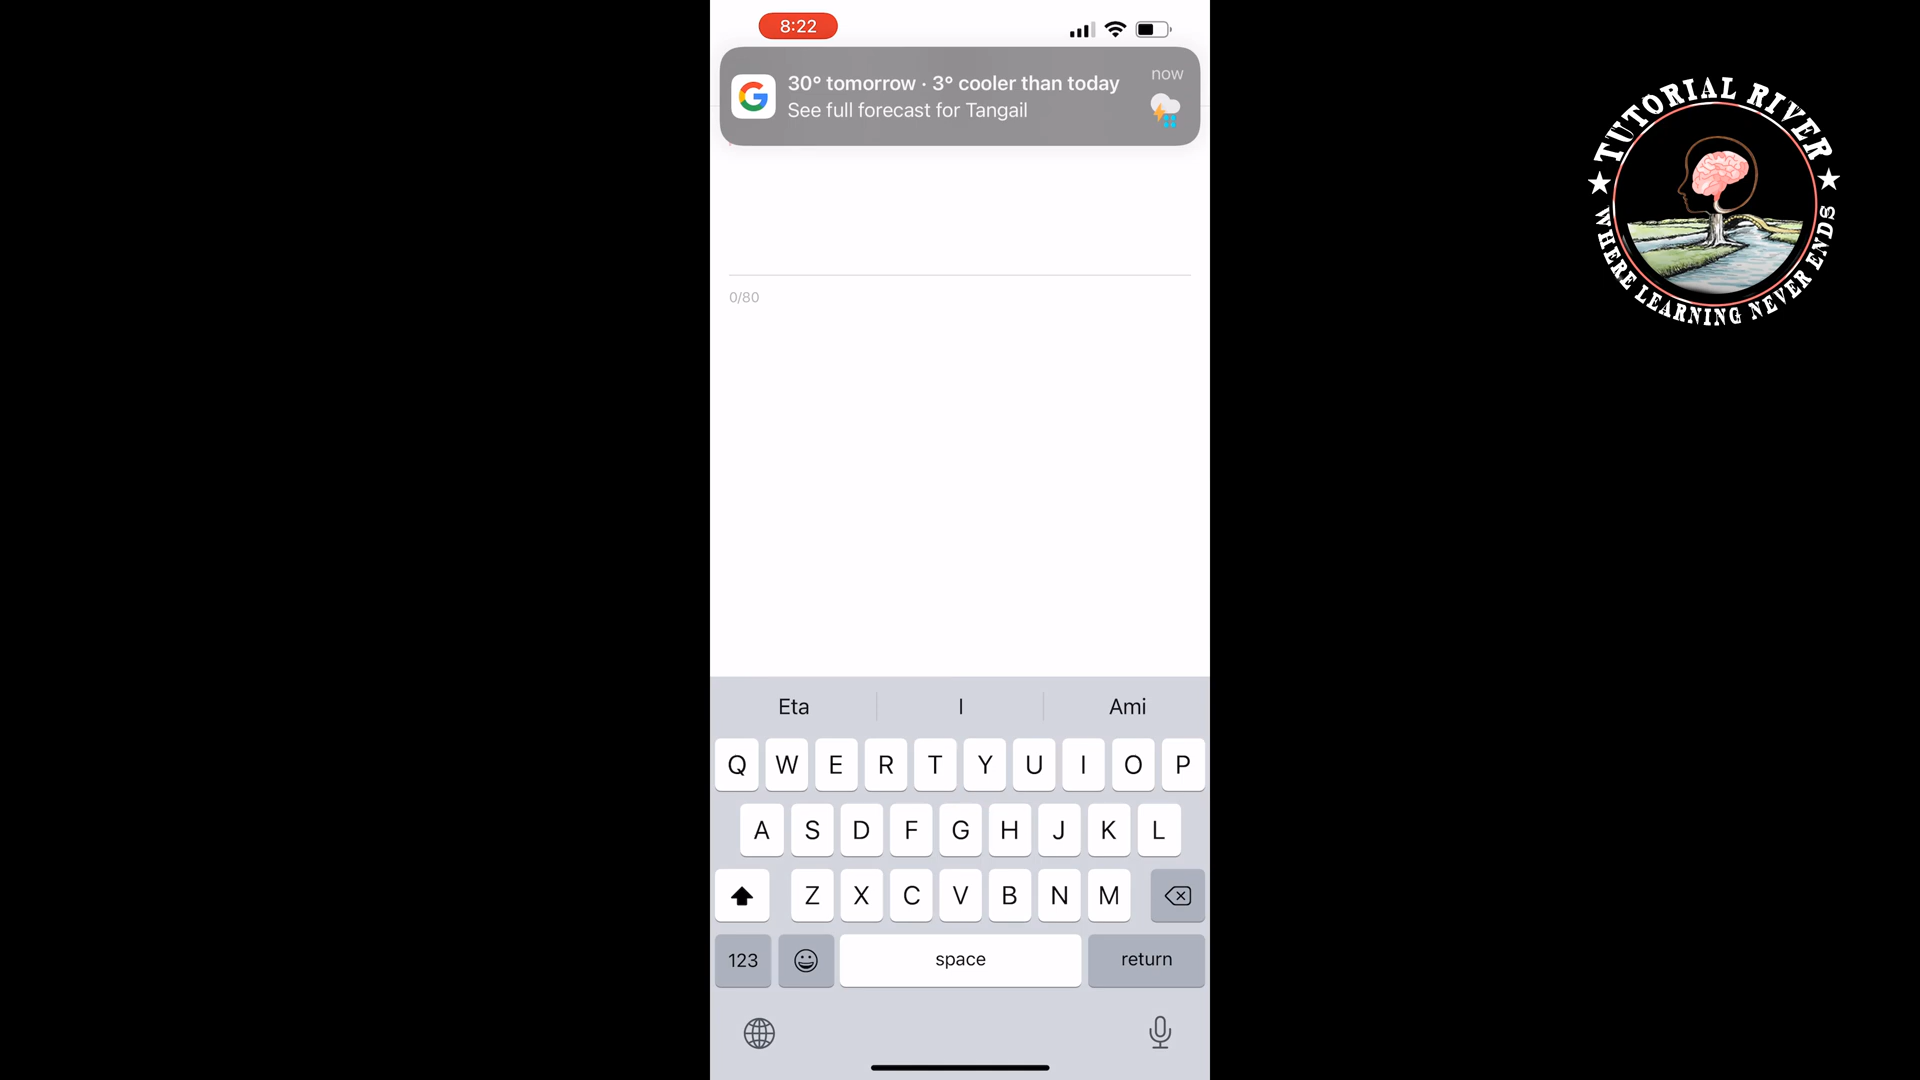 8:22
30° tomorrow · 3° cooler than today
now
See full forecast for Tangail
0/80
Eta
I
Ami
Q W E R T Y U I O P
A S D F G H J K L
Z X C V B N M
123
space
return
TUTORIAL RIVER
WHERE LEARNING NEVER ENDS